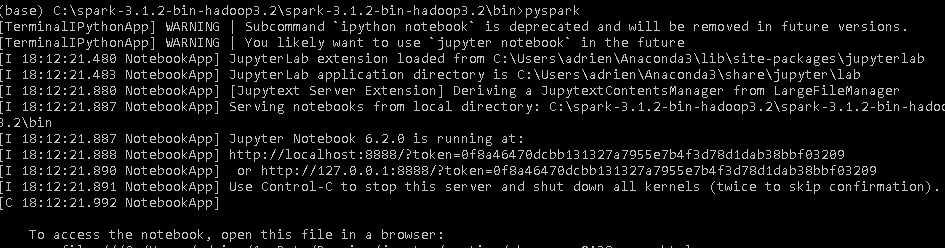 (base) C:\spark-3.1.2-bin-hadoop3.2\spark-3.1.2-bin-hadoop3.2\bin>pyspark
[TerminalIPythonApp] WARNING | Subcommand `ipython notebook` is deprecated and will be removed in future versions.
[TerminalIPythonApp] WARNING | You likely want to use `jupyter notebook` in the future
[I 18:12:21.480 NotebookApp] JupyterLab extension loaded from C:\Users\adrien\Anaconda3\lib\site-packages\jupyterlab
[I 18:12:21.483 NotebookApp] JupyterLab application directory is C:\Users\adrien\Anaconda3\share\jupyter\lab
[I 18:12:21.880 NotebookApp] [Jupytext Server Extension] Deriving a JupytextContentsManager from LargeFileManager
[I 18:12:21.887 NotebookApp] Serving notebooks from local directory: C:\spark-3.1.2-bin-hadoop3.2\spark-3.1.2-bin-hadoop
3.2\bin
[I 18:12:21.887 NotebookApp] Jupyter Notebook 6.2.0 is running at:
[I 18:12:21.888 NotebookApp] http://localhost:8888/?token=0f8a46470dcbb131327a7955e7b4f3d78d1dab38bbf03209
[I 18:12:21.890 NotebookApp]  or http://127.0.0.1:8888/?token=0f8a46470dcbb131327a7955e7b4f3d78d1dab38bbf03209
[I 18:12:21.891 NotebookApp] Use Control-C to stop this server and shut down all kernels (twice to skip confirmation).
[C 18:12:21.992 NotebookApp]
To access the notebook, open this file in a browser: